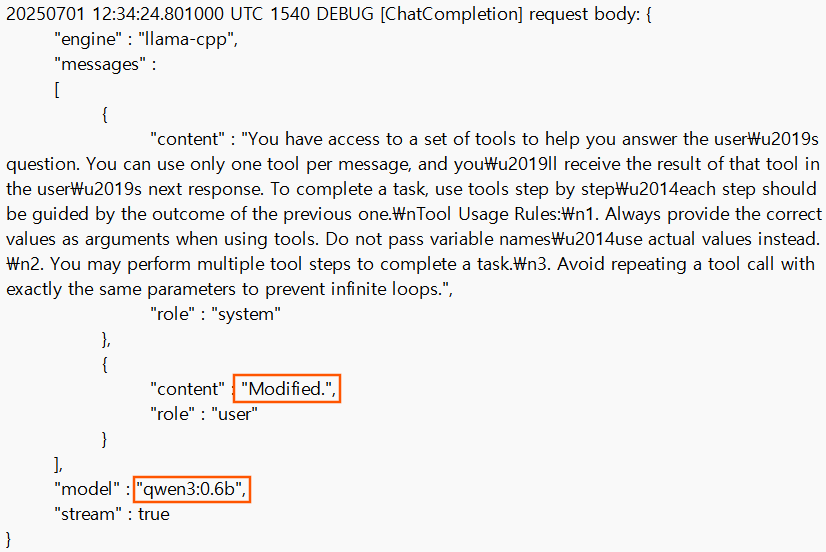 20250701 12:34:24.801000 UTC 1540 DEBUG [ChatCompletion] request body: {
"engine" : "llama-cpp",
"messages" :
[
{
"content" : "You have access to a set of tools to help you answer the user₩u2019s
question. You can use only one tool per message, and you₩u2019ll receive the result of that tool in
the user₩u2019s next response. To complete a task, use tools step by step₩u2014each step should
be guided by the outcome of the previous one.₩nTool Usage Rules:₩n1. Always provide the correct
values as arguments when using tools. Do not pass variable names₩u2014use actual values instead.
₩n2. You may perform multiple tool steps to complete a task.₩n3. Avoid repeating a tool call with
exactly the same parameters to prevent infinite loops.",
"role" : "system"
},
{
"content" : "Modified.",
"role" : "user"
}
],
"model" : "qwen3:0.6b",
"stream" : true
}